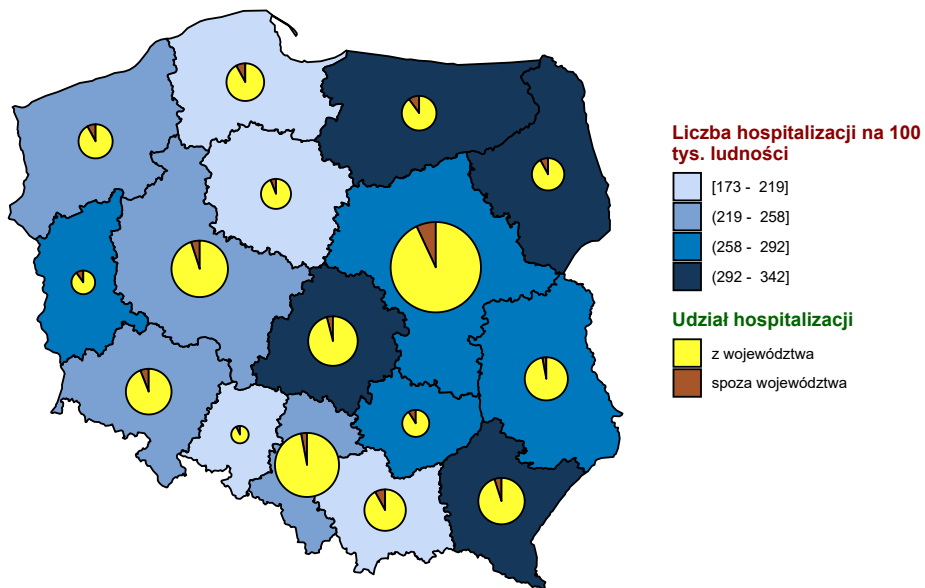 Liczba hospitalizacji na 100
tys. ludności
[173 - 219]
(219 - 258]
(258 - 292]
(292 - 342]
Udział hospitalizacji
z województwa
spoza województwa